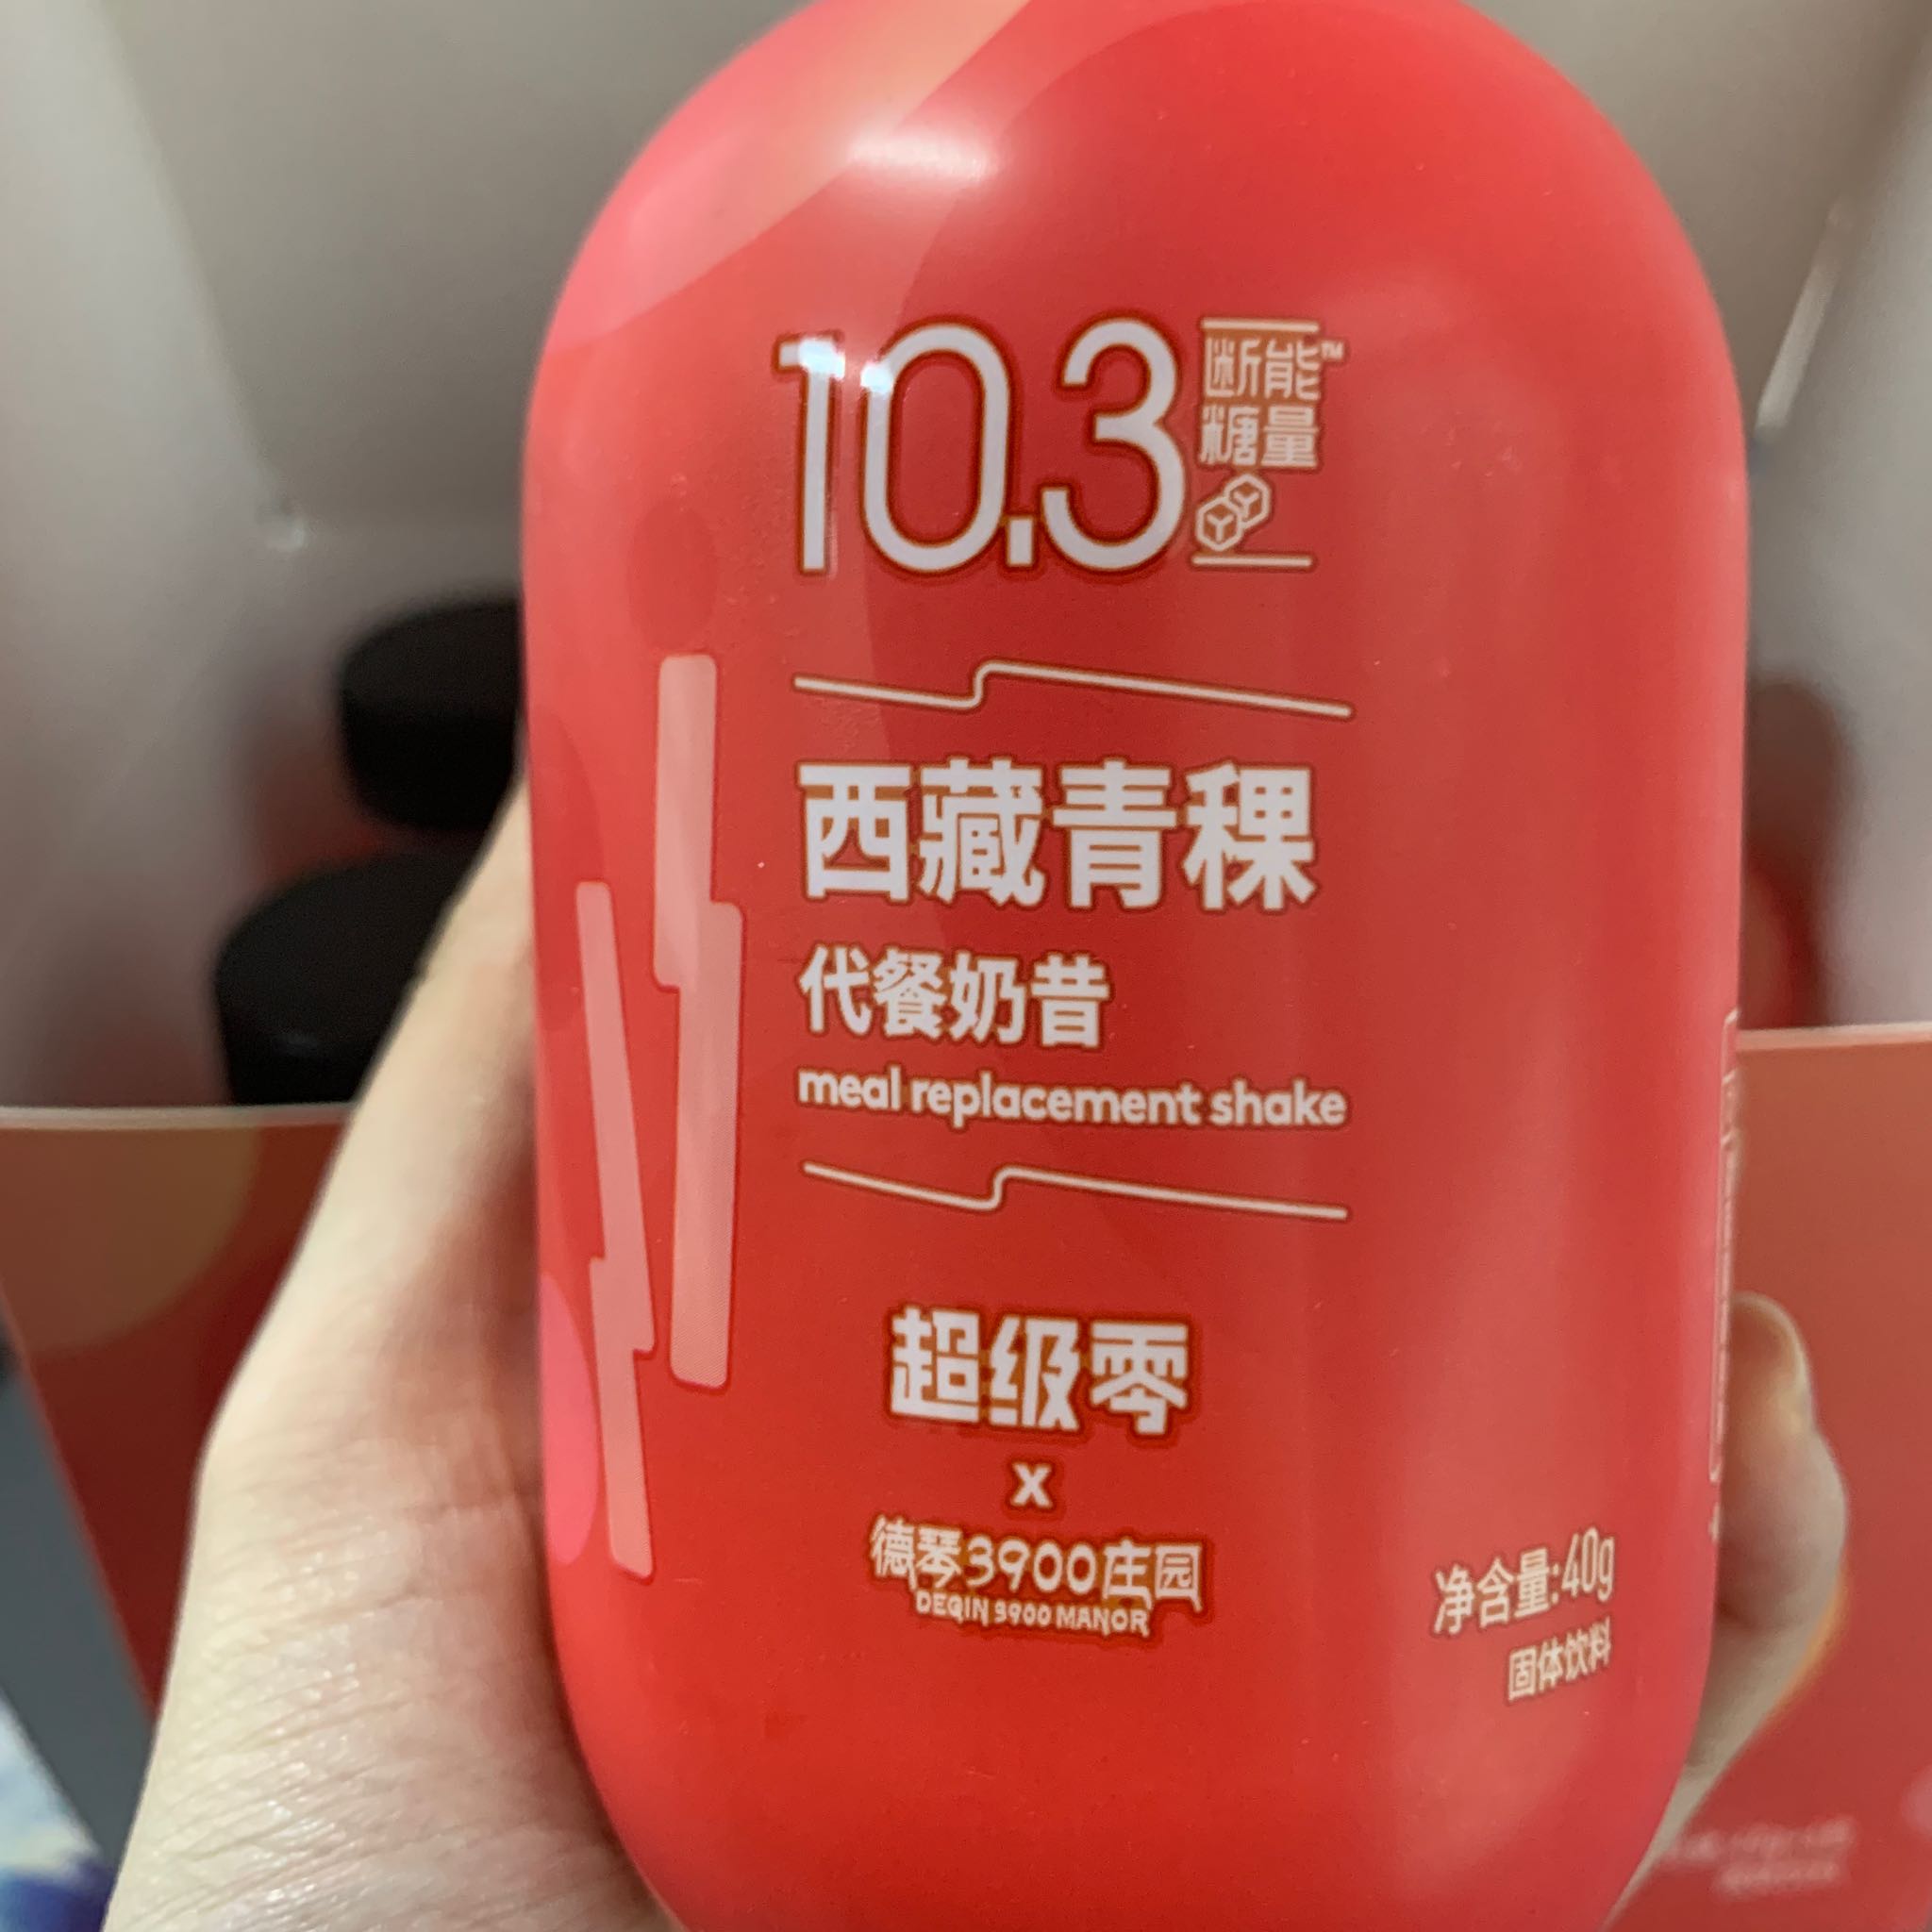 10.3
断能™
糖量
西藏青稞
代餐奶昔
meal replacement shake
超级零
x
德琴3900庄园
DEQIN 3900 MANOR
净含量:40g
固体饮料